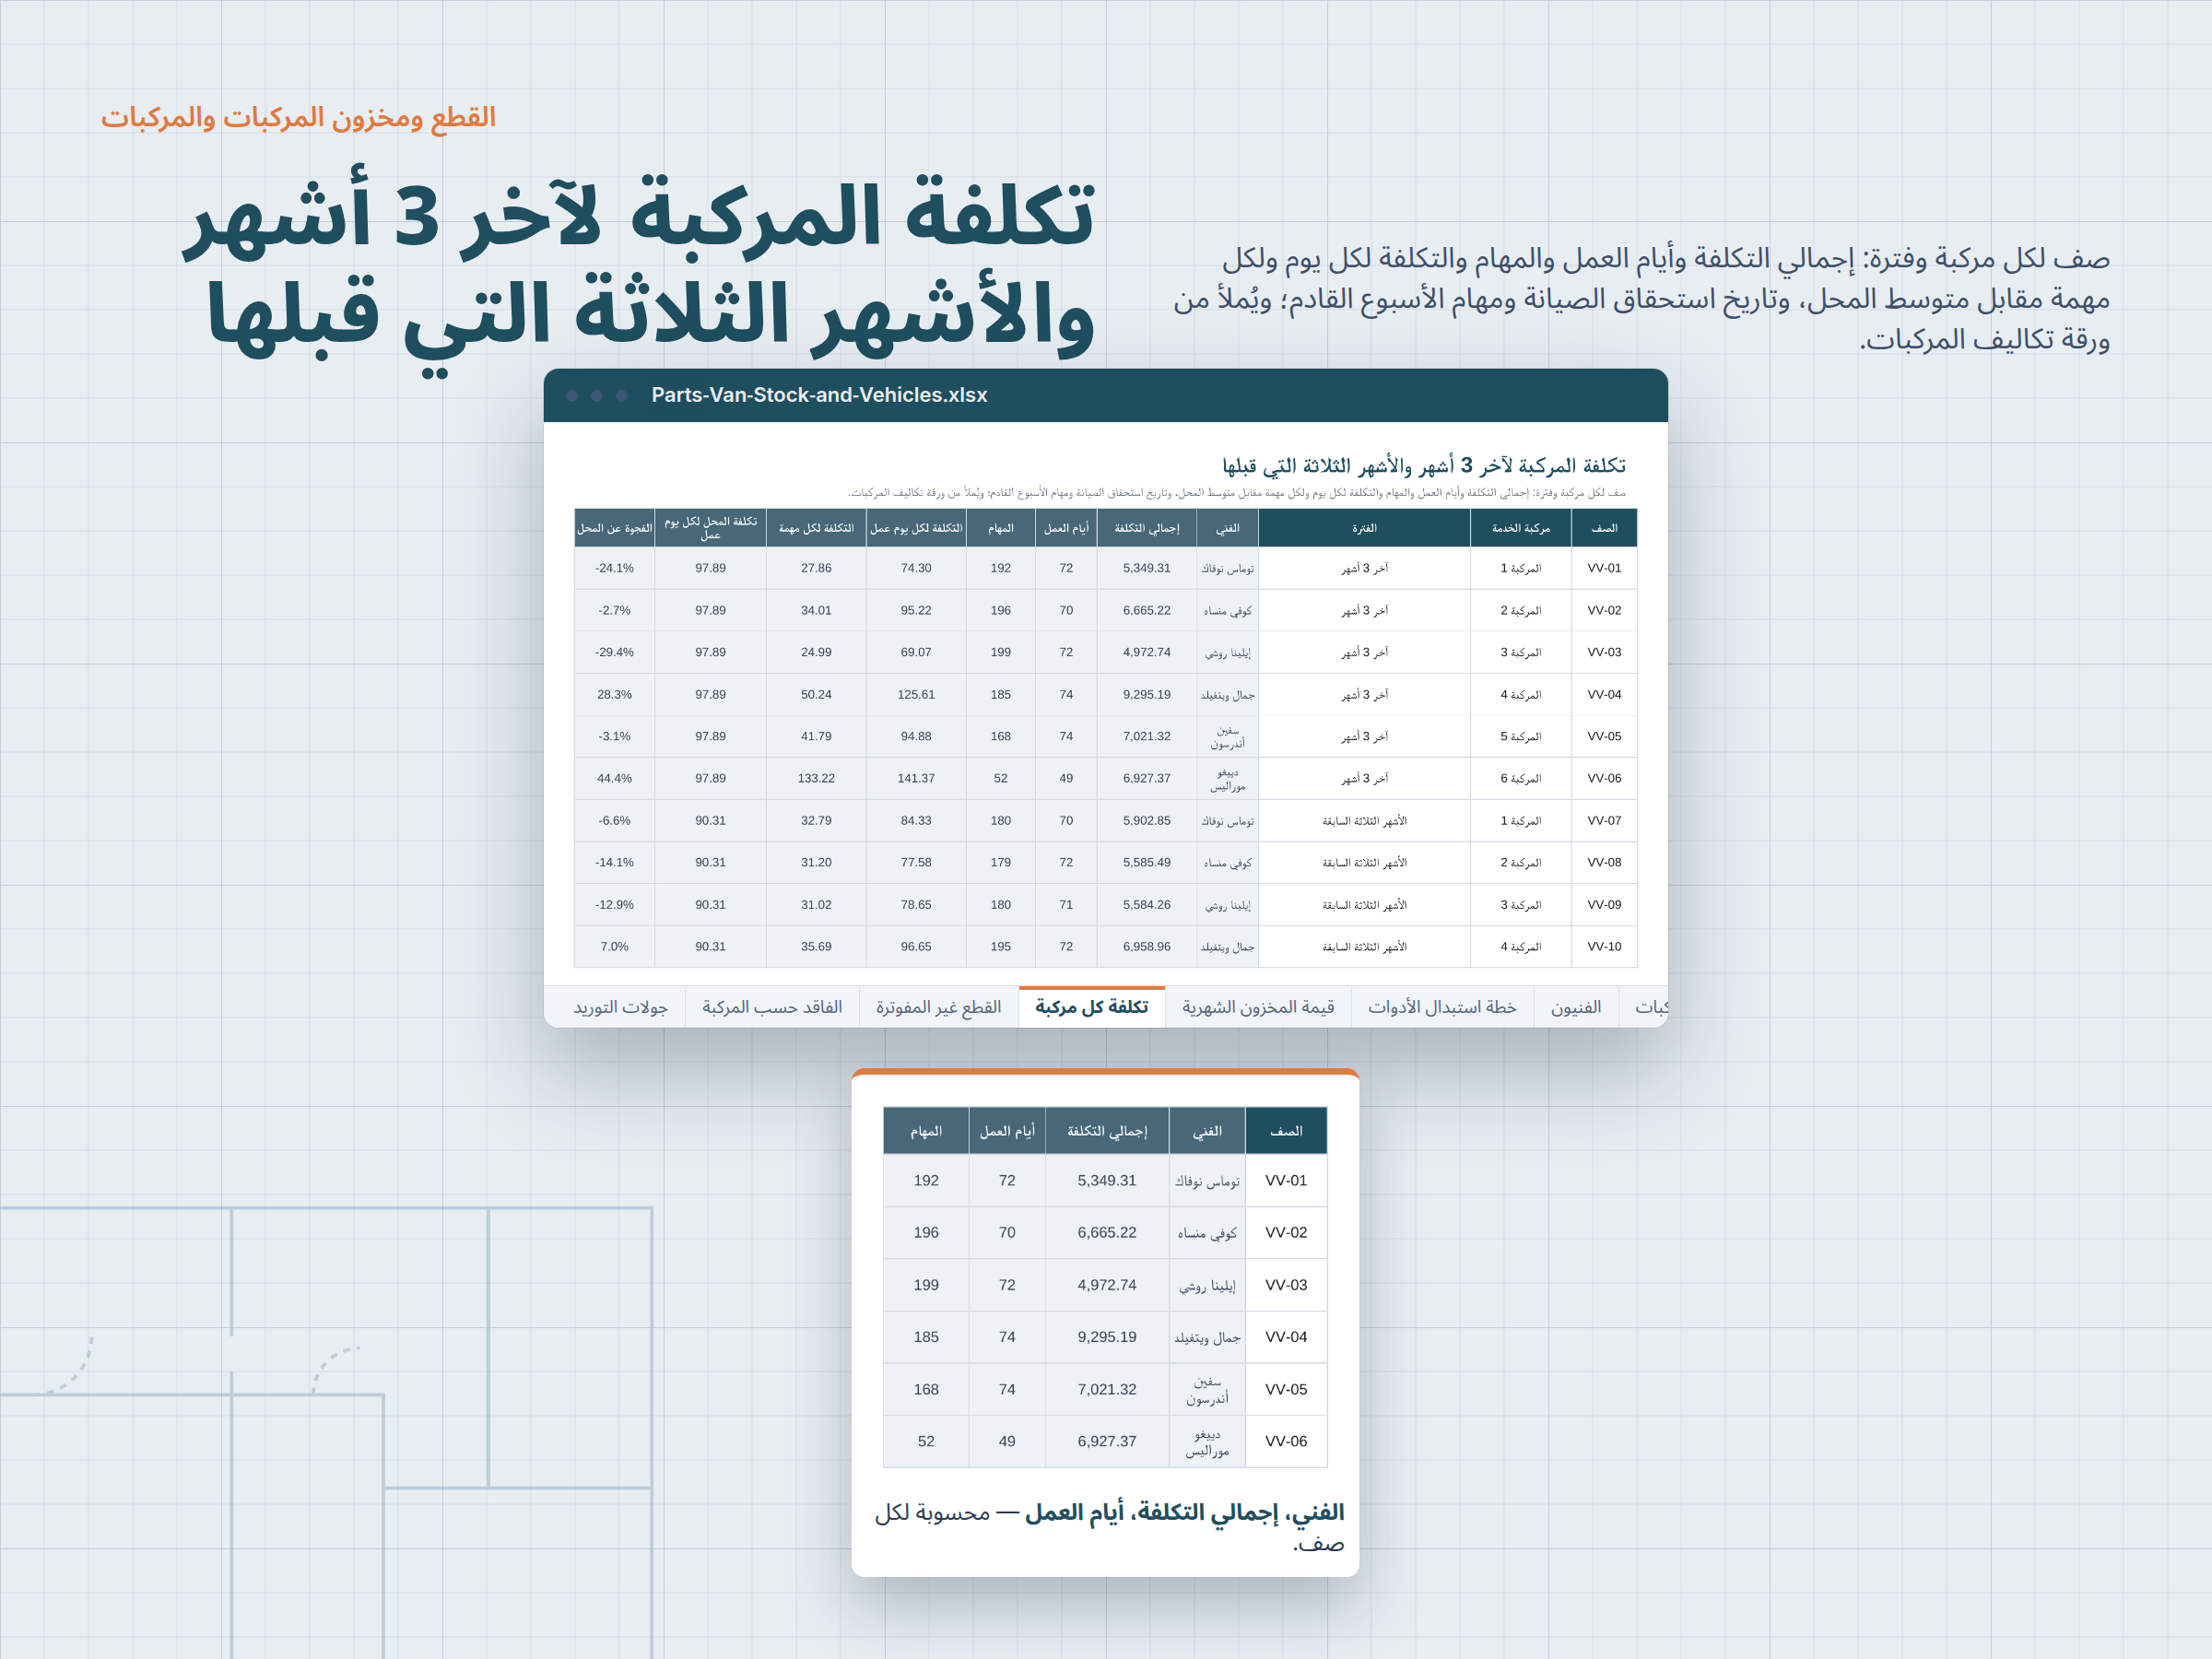 القطع ومخزون المركبات والمركبات
تكلفة المركبة لآخر 3 أشهر
والأشهر الثلاثة التي قبلها
صف لكل مركبة وفترة: إجمالي التكلفة وأيام العمل والمهام والتكلفة لكل يوم ولكل
مهمة مقابل متوسط المحل، وتاريخ استحقاق الصيانة ومهام الأسبوع القادم؛ ويُملأ من
ورقة تكاليف المركبات.
Parts-Van-Stock-and-Vehicles.xlsx
تكلفة المركبة لآخر 3 أشهر والأشهر الثلاثة التي قبلها
صف لكل مركبة وفترة: إجمالي التكلفة وأيام العمل والمهام والتكلفة لكل يوم ولكل مهمة مقابل متوسط المحل، وتاريخ استحقاق الصيانة ومهام الأسبوع القادم؛ ويُملأ من ورقة تكاليف المركبات.
الصف مركبة الخدمة الفترة الفني إجمالي التكلفة أيام العمل المهام التكلفة لكل يوم عمل التكلفة لكل مهمة تكلفة المحل لكل يوم عمل الفجوة عن المحل
VV-01 المركبة 1 آخر 3 أشهر توماس نوفاك 5,349.31 72 192 74.30 27.86 97.89 -24.1%
VV-02 المركبة 2 آخر 3 أشهر كوفي منساه 6,665.22 70 196 95.22 34.01 97.89 -2.7%
VV-03 المركبة 3 آخر 3 أشهر إيلينا روشي 4,972.74 72 199 69.07 24.99 97.89 -29.4%
VV-04 المركبة 4 آخر 3 أشهر جمال ويتفيلد 9,295.19 74 185 125.61 50.24 97.89 28.3%
VV-05 المركبة 5 آخر 3 أشهر سفين أندرسون 7,021.32 74 168 94.88 41.79 97.89 -3.1%
VV-06 المركبة 6 آخر 3 أشهر دييغو موراليس 6,927.37 49 52 141.37 133.22 97.89 44.4%
VV-07 المركبة 1 الأشهر الثلاثة السابقة توماس نوفاك 5,902.85 70 180 84.33 32.79 90.31 -6.6%
VV-08 المركبة 2 الأشهر الثلاثة السابقة كوفي منساه 5,585.49 72 179 77.58 31.20 90.31 -14.1%
VV-09 المركبة 3 الأشهر الثلاثة السابقة إيلينا روشي 5,584.26 71 180 78.65 31.02 90.31 -12.9%
VV-10 المركبة 4 الأشهر الثلاثة السابقة جمال ويتفيلد 6,958.96 72 195 96.65 35.69 90.31 7.0%
الفنيون خطة استبدال الأدوات قيمة المخزون الشهرية تكلفة كل مركبة القطع غير المفوترة الفاقد حسب المركبة جولات التوريد
الصف الفني إجمالي التكلفة أيام العمل المهام
VV-01 توماس نوفاك 5,349.31 72 192
VV-02 كوفي منساه 6,665.22 70 196
VV-03 إيلينا روشي 4,972.74 72 199
VV-04 جمال ويتفيلد 9,295.19 74 185
VV-05 سفين أندرسون 7,021.32 74 168
VV-06 دييغو موراليس 6,927.37 49 52
الفني، إجمالي التكلفة، أيام العمل — محسوبة لكل
صف.